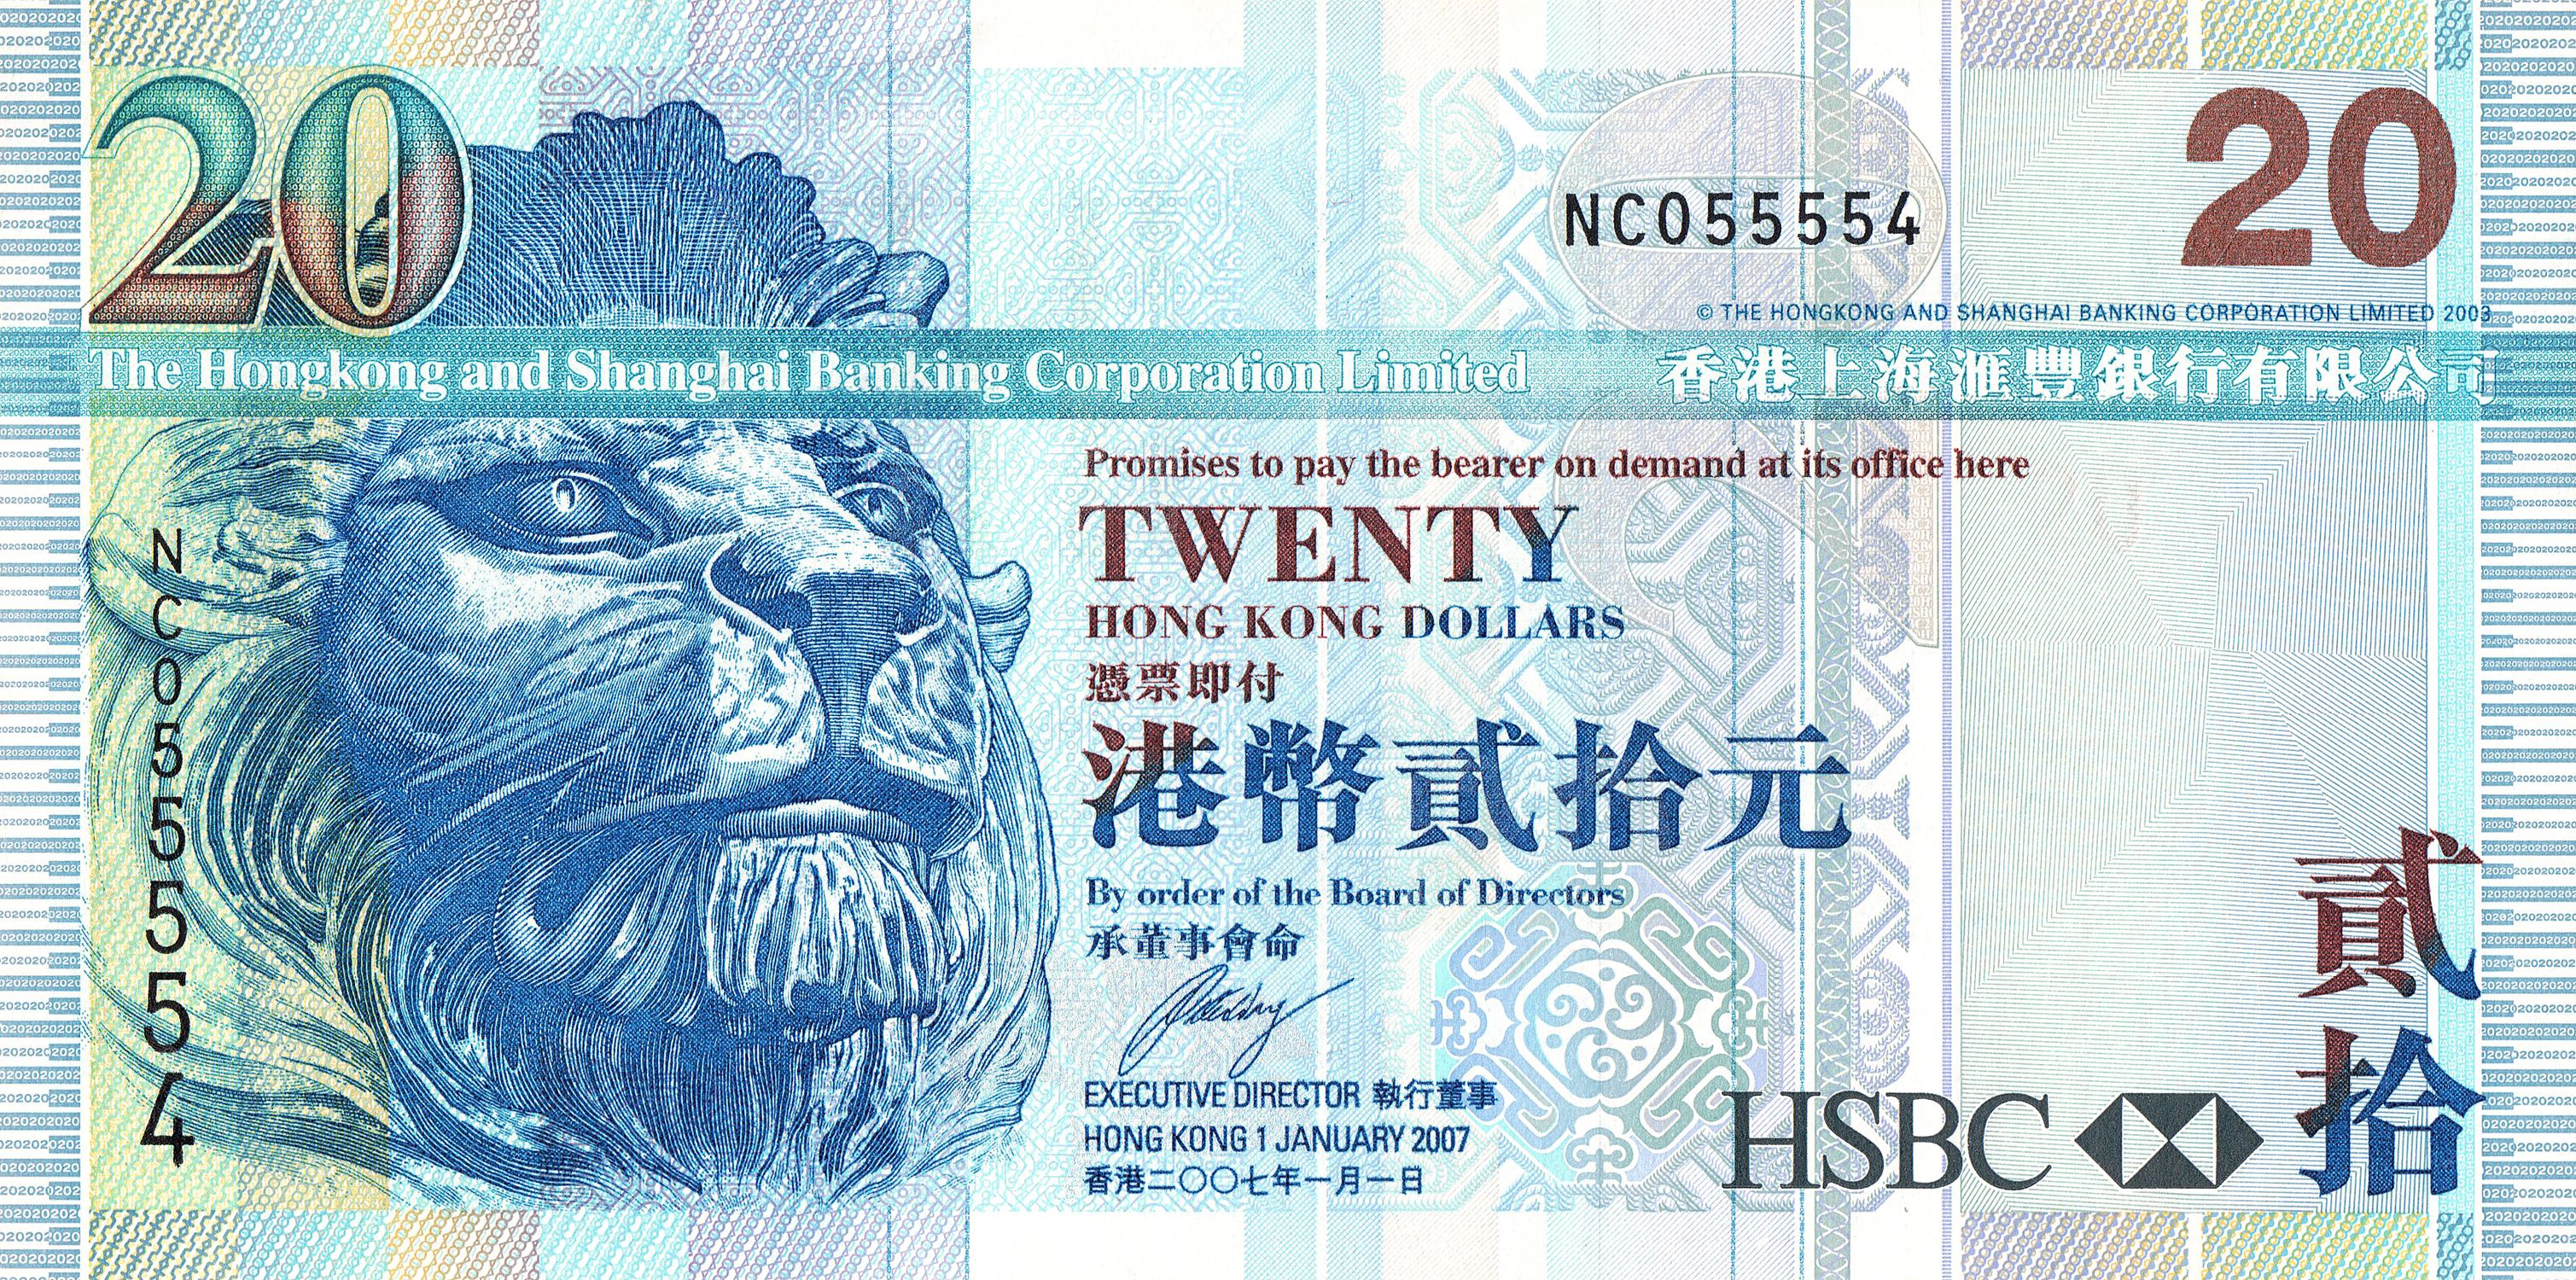 20
NC055554
20
© THE HONGKONG AND SHANGHAI BANKING CORPORATION LIMITED 2003
The Hongkong and Shanghai Banking Corporation Limited 香港上海滙豐銀行有限公司
Promises to pay the bearer on demand at its office here
TWENTY
HONG KONG DOLLARS
憑票即付
港幣貳拾元
By order of the Board of Directors
承董事會命
EXECUTIVE DIRECTOR 執行董事
HONG KONG 1 JANUARY 2007
香港二〇〇七年一月一日
NC055554
HSBC
貳拾